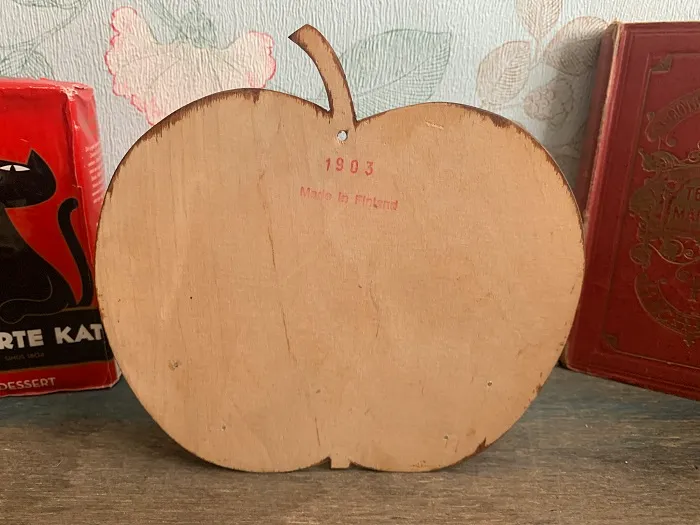 1903
Made in Finland
RTE KAT
DESSERT